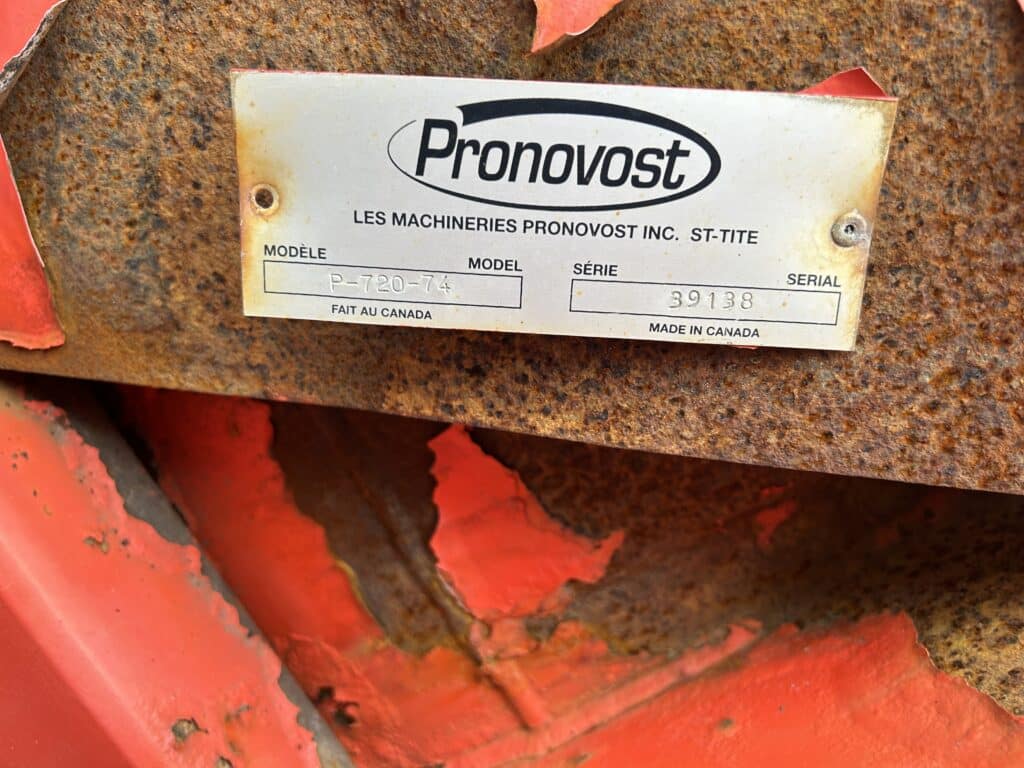 Pronovost
LES MACHINERIES PRONOVOST INC. ST-TITE
MODÈLE MODEL
P-720-74
FAIT AU CANADA
SÉRIE SERIAL
39138
MADE IN CANADA